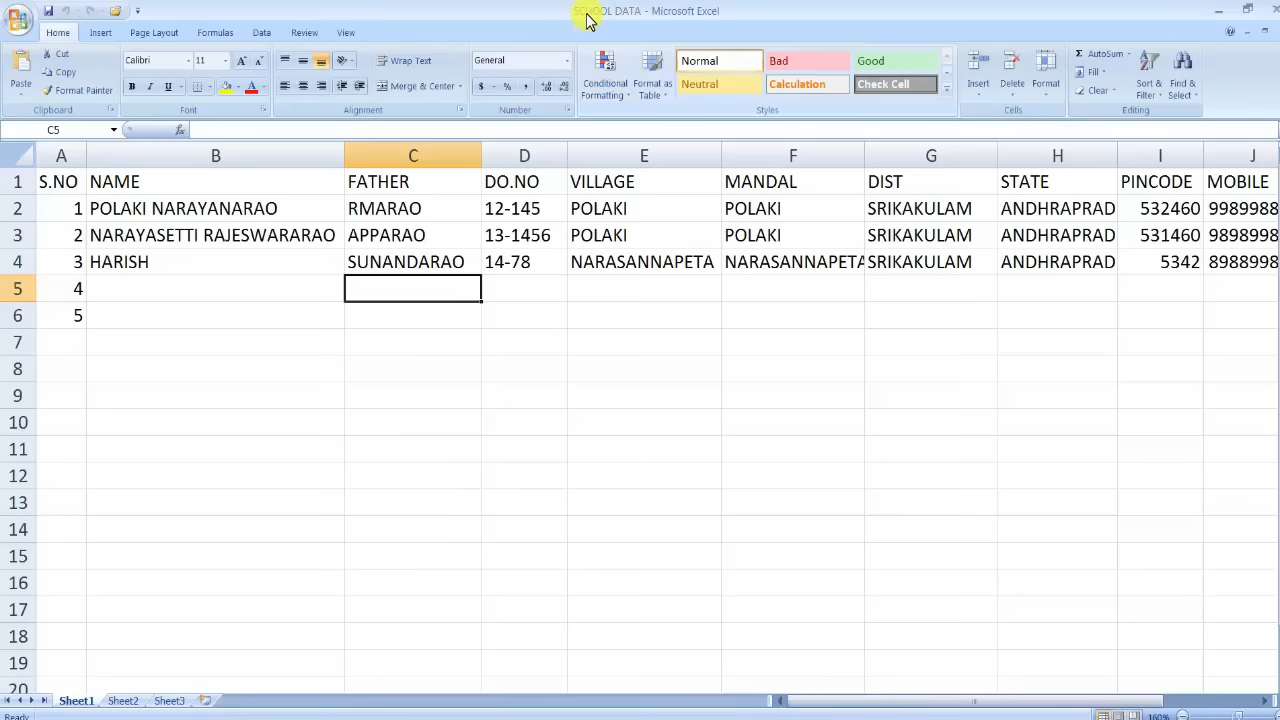 SCHOOL DATA - Microsoft Excel
Home Insert Page Layout Formulas Data Review View
Paste Cut Copy Format Painter Clipboard
Calibri 11 B I U A A A Font
Wrap Text Merge & Center Alignment
General $ % , Number
Conditional Formatting Format as Table Normal Bad Good Neutral Calculation Check Cell Styles
Insert Delete Format Cells
Σ AutoSum Fill Clear Sort & Filter Find & Select Editing
C5 fx
A B C D E F G H I J
1 S.NO NAME FATHER DO.NO VILLAGE MANDAL DIST STATE PINCODE MOBILE
2 1 POLAKI NARAYANARAO RMARAO 12-145 POLAKI POLAKI SRIKAKULAM ANDHRAPRAD 532460 9989988
3 2 NARAYASETTI RAJESWARARAO APPARAO 13-1456 POLAKI POLAKI SRIKAKULAM ANDHRAPRAD 531460 9898998
4 3 HARISH SUNANDARAO 14-78 NARASANNAPETA NARASANNAPETA SRIKAKULAM ANDHRAPRAD 5342 8988998
5 4
6 5
7
8
9
10
11
12
13
14
15
16
17
18
19
20
Sheet1 Sheet2 Sheet3
Ready 160%